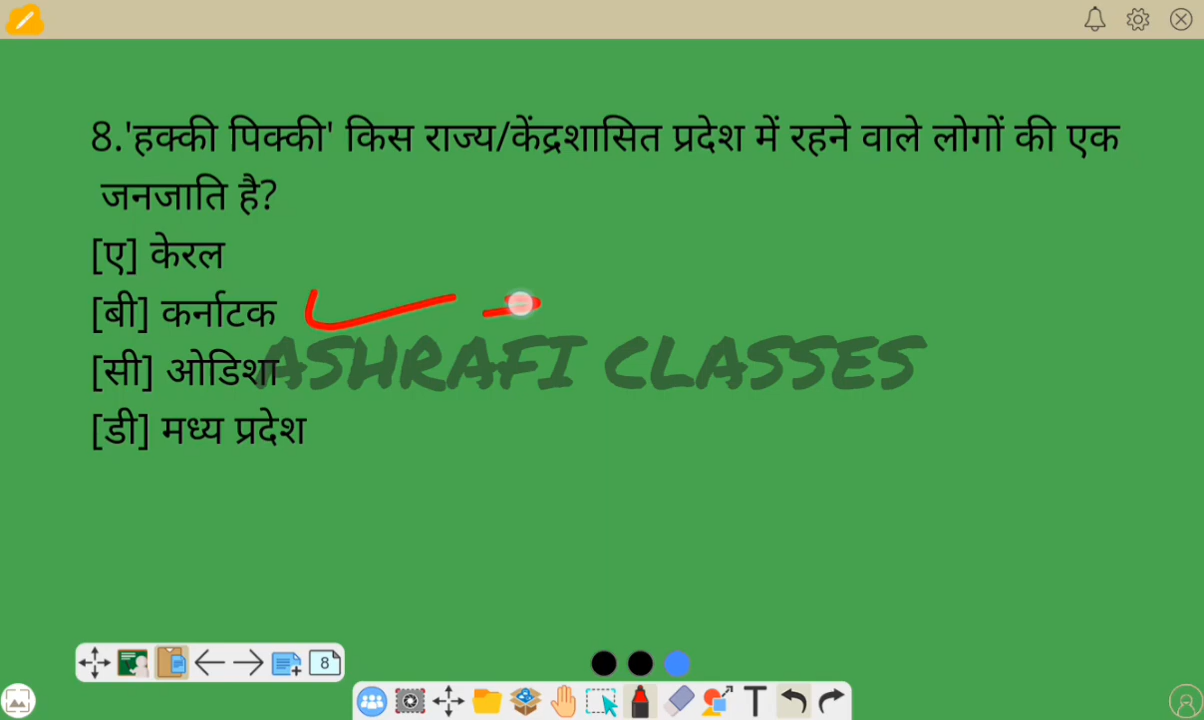 8.'हक्की पिक्की' किस राज्य/केंद्रशासित प्रदेश में रहने वाले लोगों की एक
जनजाति है?
[ए] केरल
[बी] कर्नाटक
ASHRAFI CLASSES
[सी] ओडिशा
[डी] मध्य प्रदेश
8
T